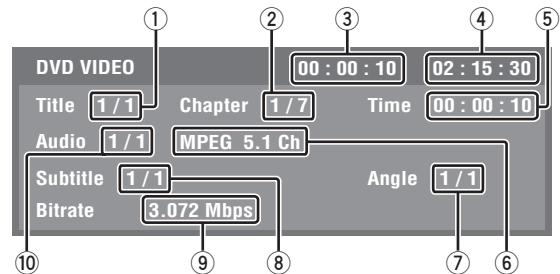 ① ② ③ ④ ⑤
DVD VIDEO 00 : 00 : 10 02 : 15 : 30
Title 1 / 1 Chapter 1 / 7 Time 00 : 00 : 10
Audio 1 / 1 MPEG 5.1 Ch
Subtitle 1 / 1 Angle 1 / 1
Bitrate 3.072 Mbps
⑩ ⑨ ⑧ ⑦ ⑥